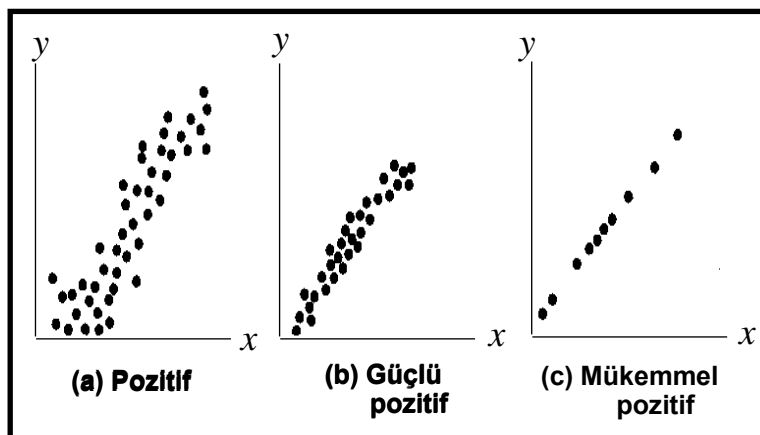 y
x
(a) Pozitif
y
x
(b) Güçlü
pozitif
y
x
(c) Mükemmel
pozitif